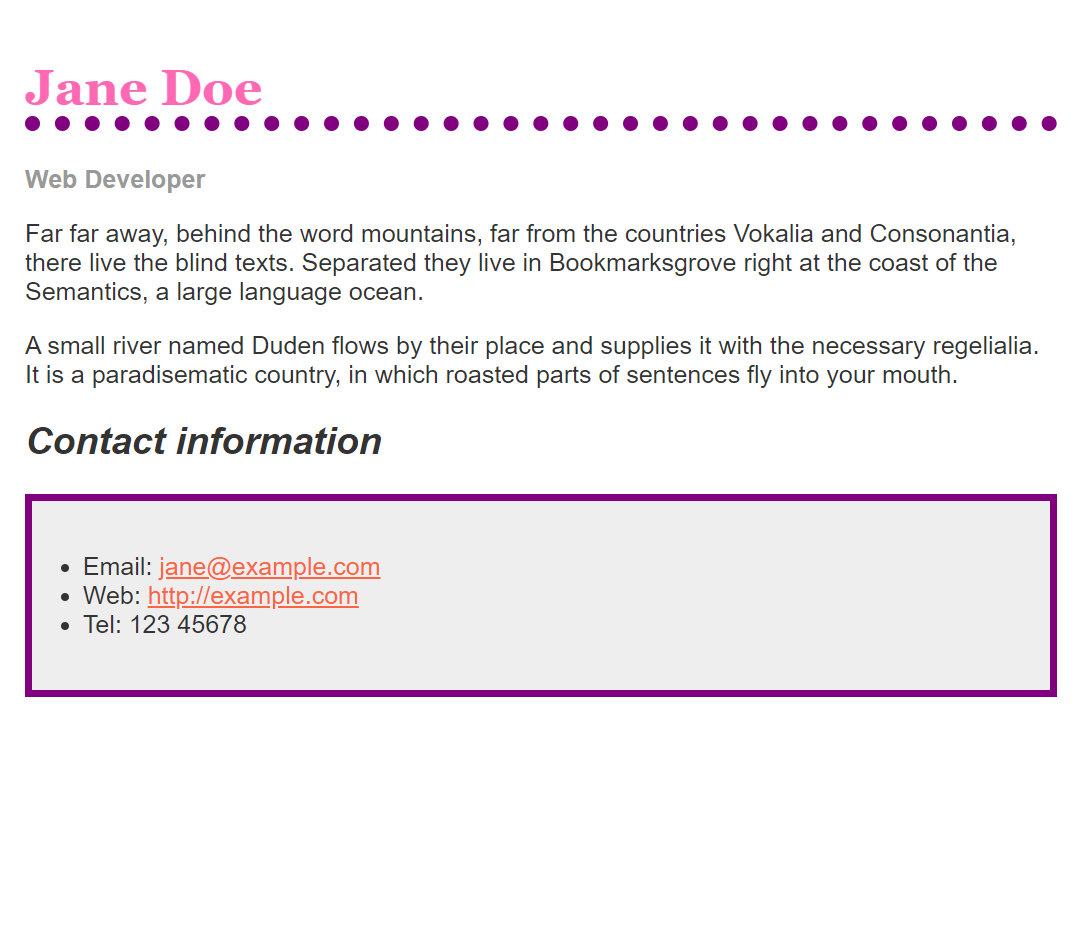 Jane Doe
Web Developer
Far far away, behind the word mountains, far from the countries Vokalia and Consonantia,
there live the blind texts. Separated they live in Bookmarksgrove right at the coast of the
Semantics, a large language ocean.
A small river named Duden flows by their place and supplies it with the necessary regelialia.
It is a paradisematic country, in which roasted parts of sentences fly into your mouth.
Contact information
• Email: jane@example.com
• Web: http://example.com
• Tel: 123 45678